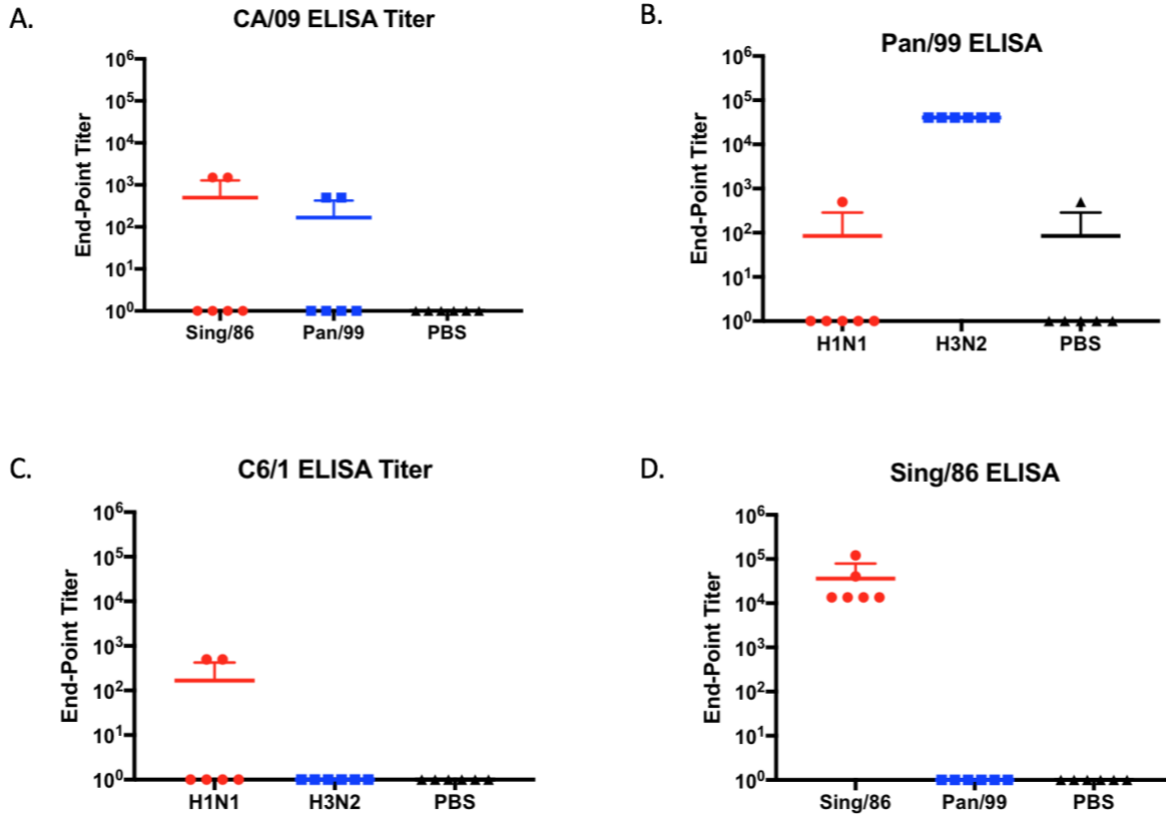 A.
CA/09 ELISA Titer
End-Point Titer
10⁶
10⁵
10⁴
10³
10²
10¹
10⁰
Sing/86 Pan/99 PBS
B.
Pan/99 ELISA
End-Point Titer
10⁶
10⁵
10⁴
10³
10²
10¹
10⁰
H1N1 H3N2 PBS
C.
C6/1 ELISA Titer
End-Point Titer
10⁶
10⁵
10⁴
10³
10²
10¹
10⁰
H1N1 H3N2 PBS
D.
Sing/86 ELISA
End-Point Titer
10⁶
10⁵
10⁴
10³
10²
10¹
10⁰
Sing/86 Pan/99 PBS